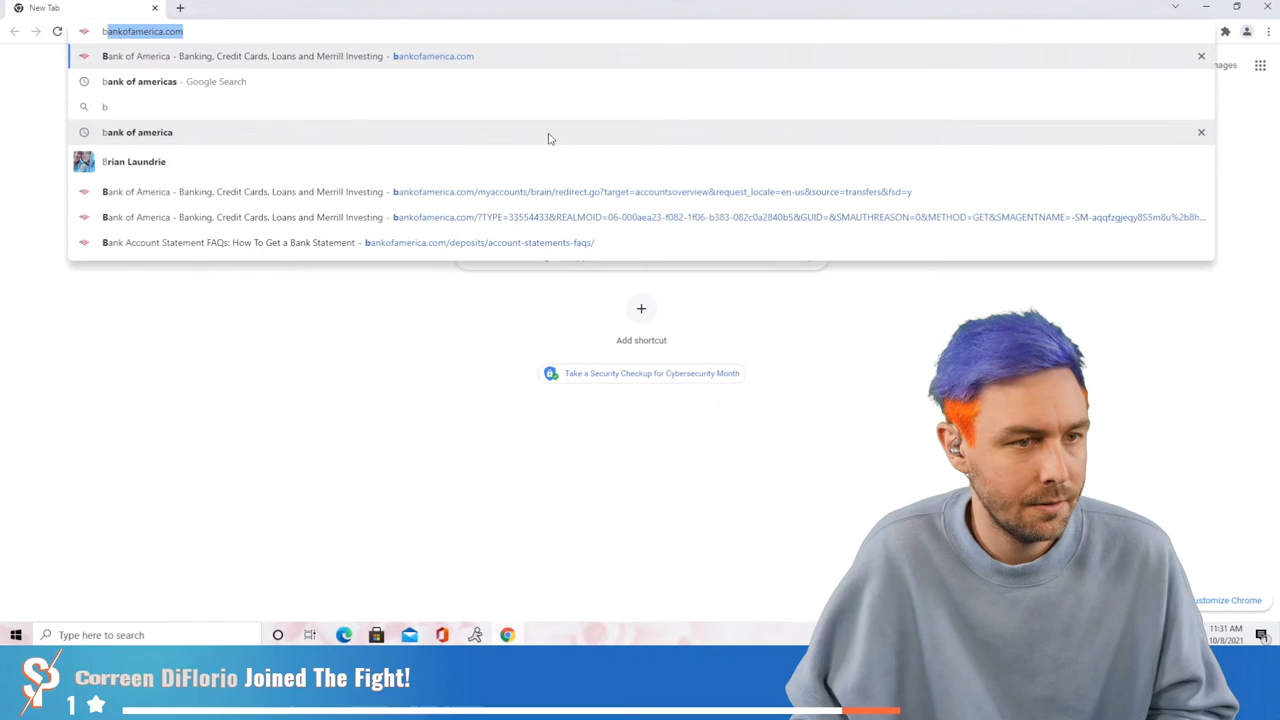 New Tab
bankofamerica.com
Bank of America - Banking, Credit Cards, Loans and Merrill Investing - bankofamerica.com
bank of americas - Google Search
b
bank of america
Brian Laundrie
Bank of America - Banking, Credit Cards, Loans and Merrill Investing - bankofamerica.com/myaccounts/brain/redirect.go?target=accountsoverview&request_locale=en-us&source=transfers&fsd=y
Bank of America - Banking, Credit Cards, Loans and Merrill Investing - bankofamerica.com/?TYPE=33554433&REALMOID=06-000aea23-f082-1f06-b383-082c0a2840b5&GUID=&SMAUTHREASON=0&METHOD=GET&SMAGENTNAME=-SM-aqqfzgjeqy8S5m8u%2b8h...
Bank Account Statement FAQs: How To Get a Bank Statement - bankofamerica.com/deposits/account-statements-faqs/
Add shortcut
Take a Security Checkup for Cybersecurity Month
ustomize Chrome
Type here to search
11:31 AM
10/8/2021
SP
Correen DiFlorio Joined The Fight!
1